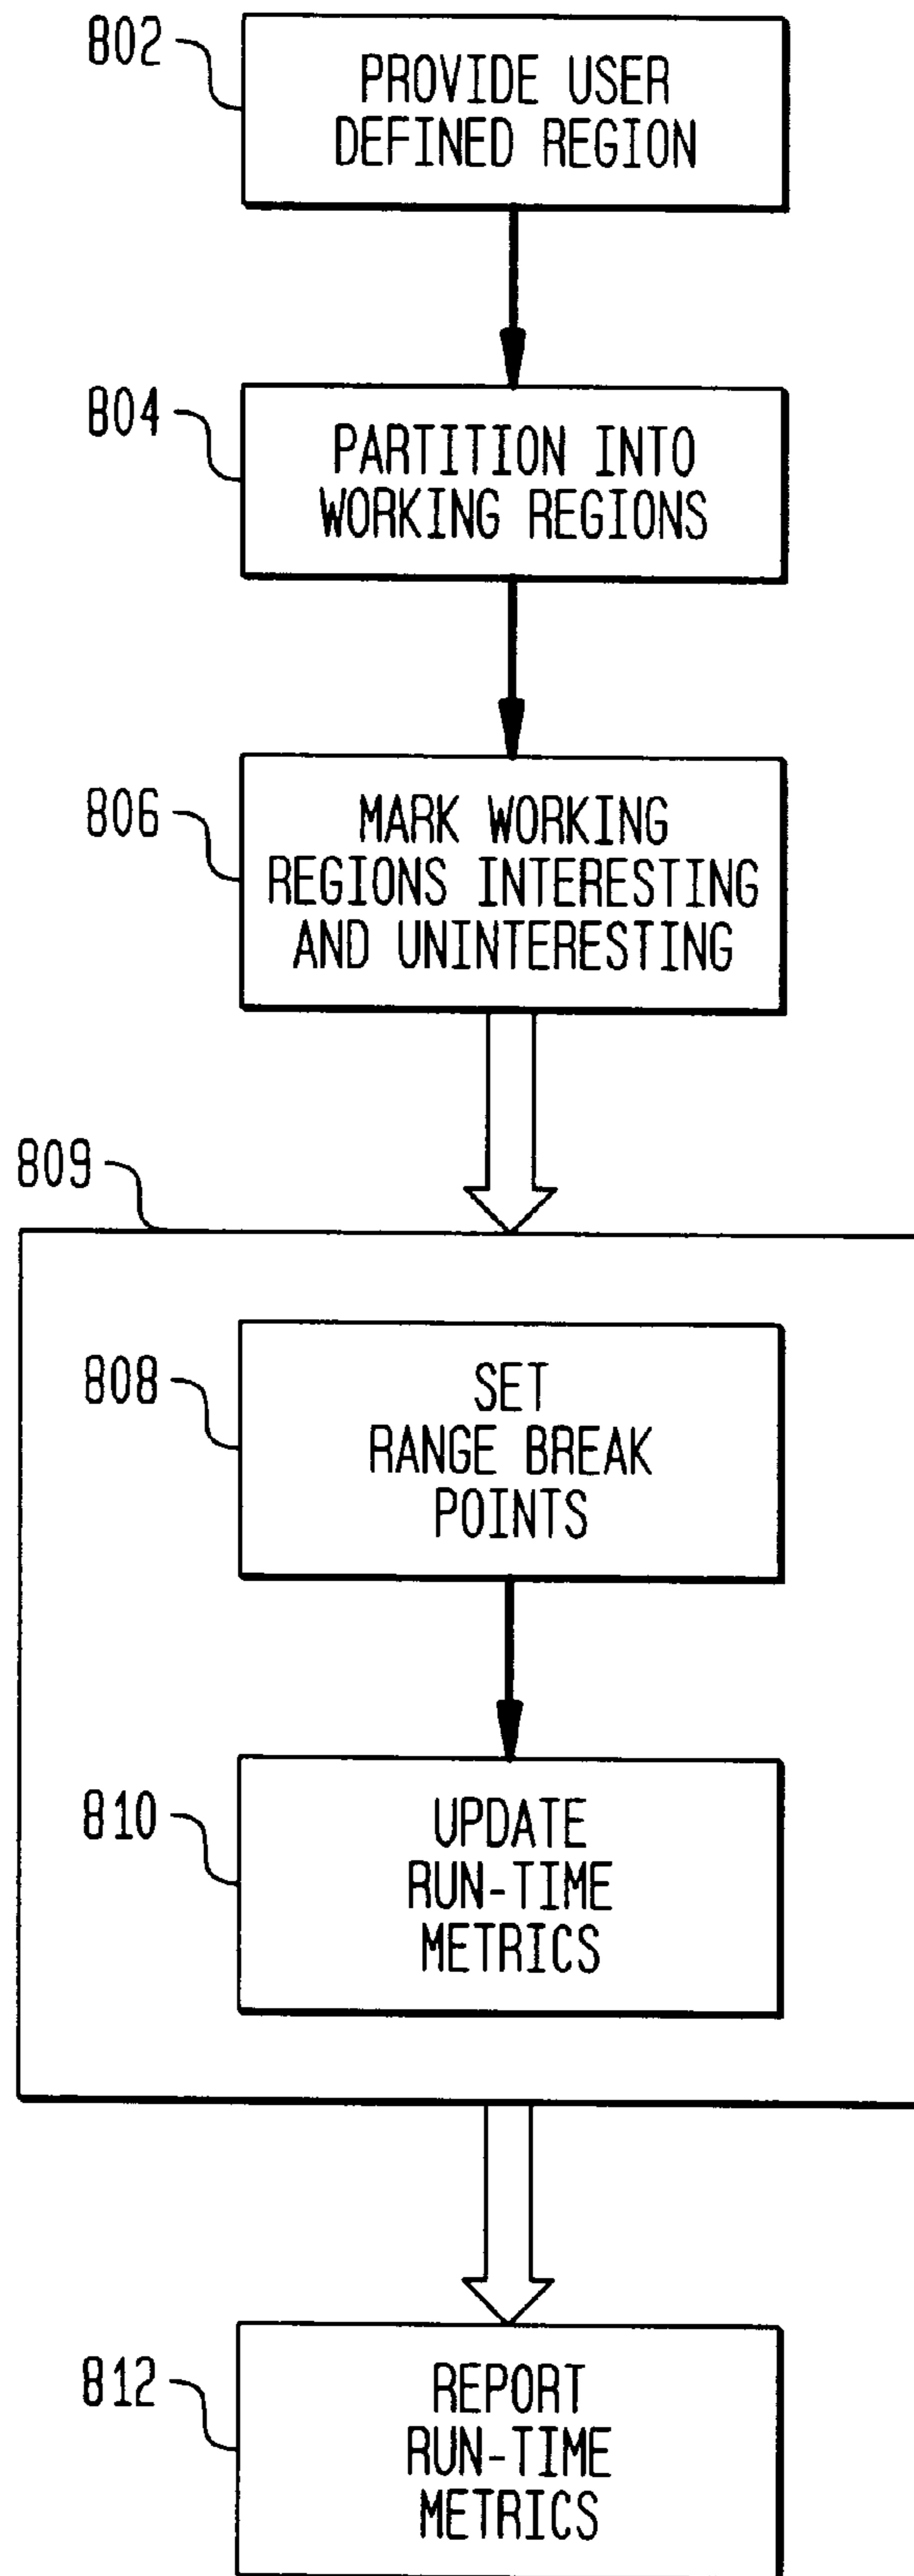 802
PROVIDE USER
DEFINED REGION
804
PARTITION INTO
WORKING REGIONS
806
MARK WORKING
REGIONS INTERESTING
AND UNINTERESTING
809
808
SET
RANGE BREAK
POINTS
810
UPDATE
RUN-TIME
METRICS
812
REPORT
RUN-TIME
METRICS